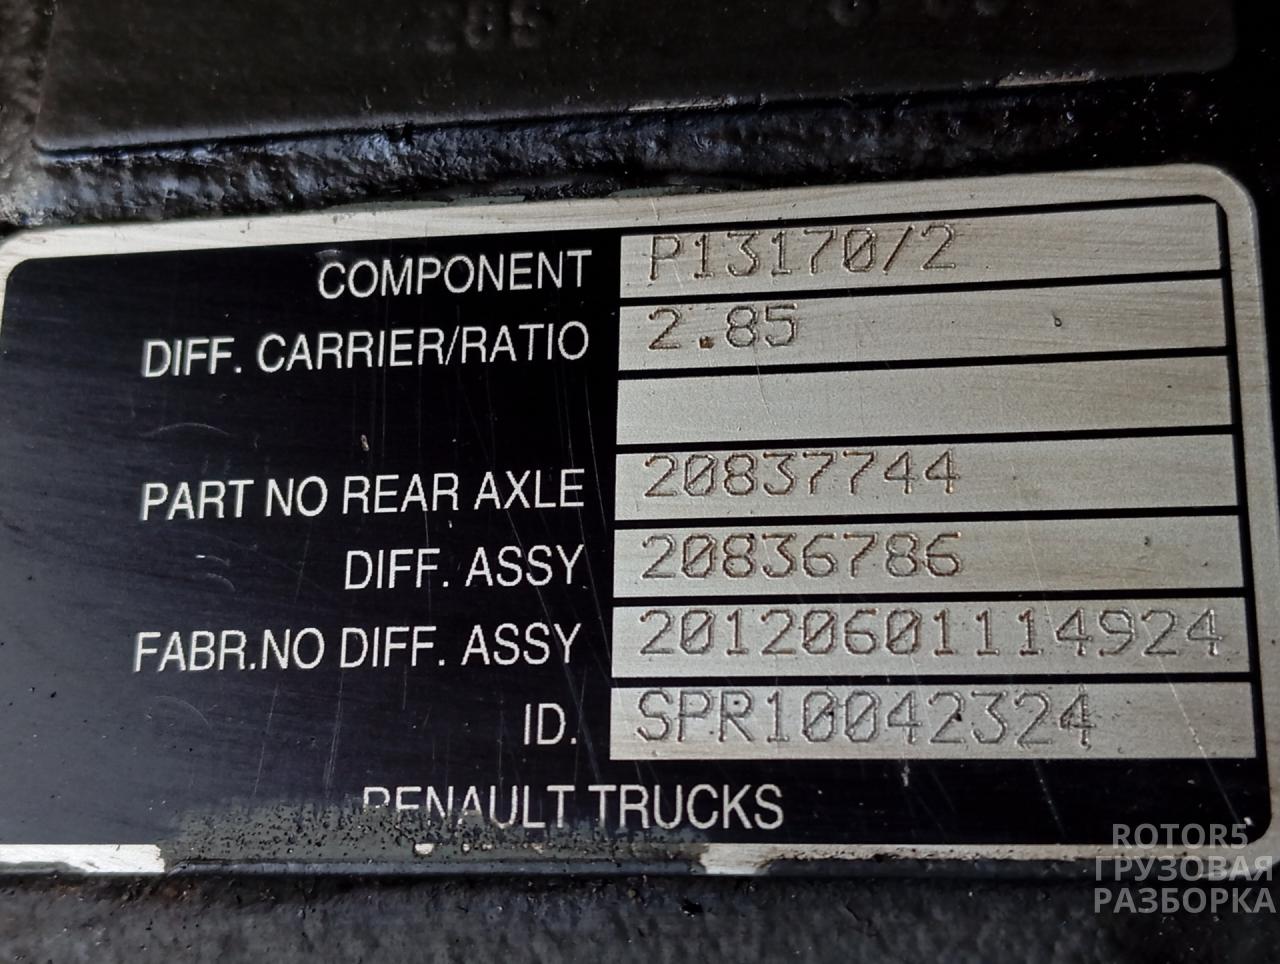 COMPONENT P13170/2
DIFF. CARRIER/RATIO 2.85
PART NO REAR AXLE 20837744
DIFF. ASSY 20836786
FABR.NO DIFF. ASSY 20120601114924
ID. SPR10042324
RENAULT TRUCKS
ROTOR5
ГРУЗОВАЯ
РАЗБОРКА